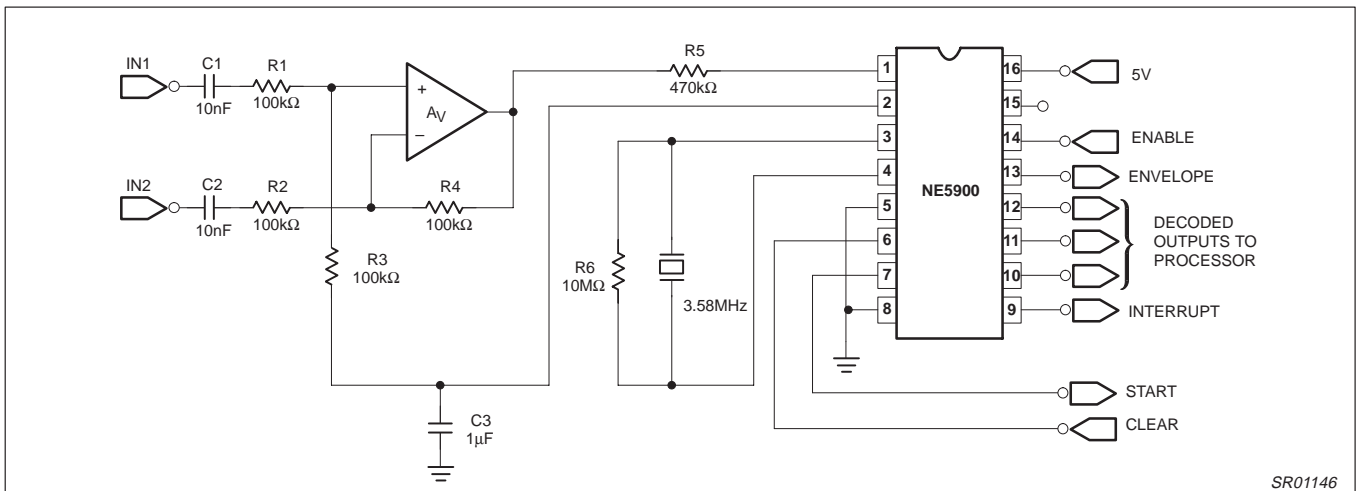 IN1
C1
10nF
R1
100kΩ
+
AV
−
R5
470kΩ
IN2
C2
10nF
R2
100kΩ
R4
100kΩ
R3
100kΩ
C3
1µF
R6
10MΩ
3.58MHz
NE5900
1
2
3
4
5
6
7
8
16
15
14
13
12
11
10
9
5V
ENABLE
ENVELOPE
DECODED
OUTPUTS TO
PROCESSOR
INTERRUPT
START
CLEAR
SR01146